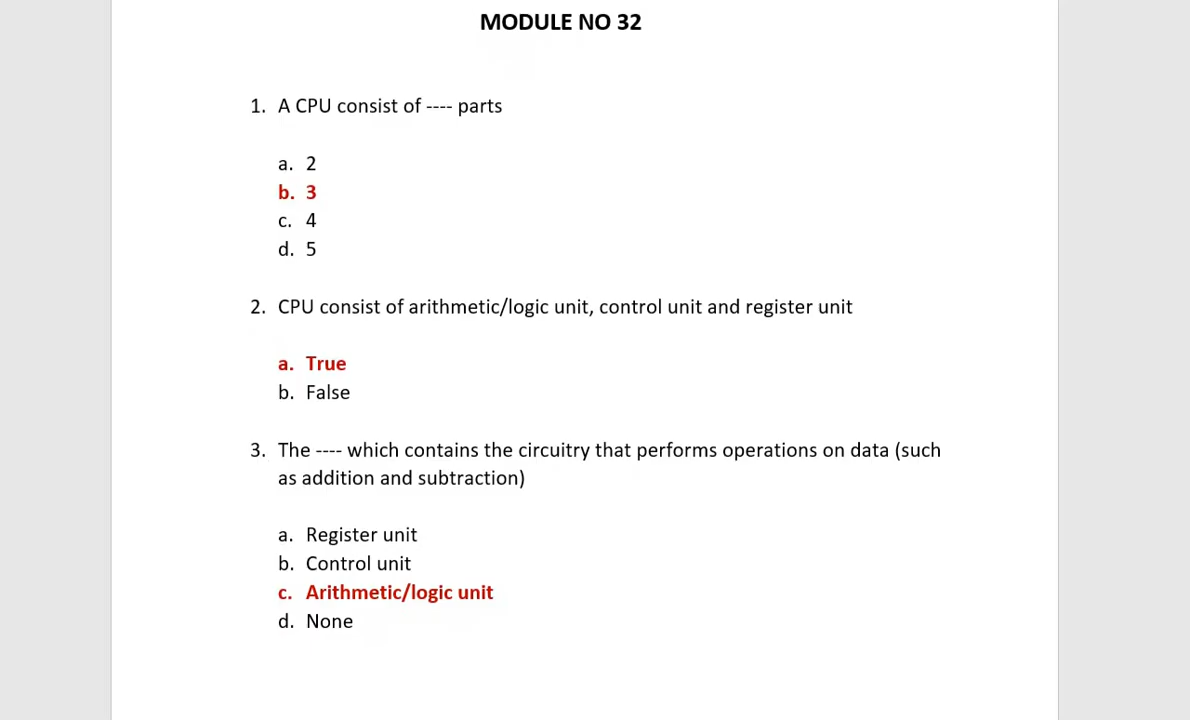 MODULE NO 32
1. A CPU consist of ---- parts
a. 2
b. 3
c. 4
d. 5
2. CPU consist of arithmetic/logic unit, control unit and register unit
a. True
b. False
3. The ---- which contains the circuitry that performs operations on data (such
as addition and subtraction)
a. Register unit
b. Control unit
c. Arithmetic/logic unit
d. None